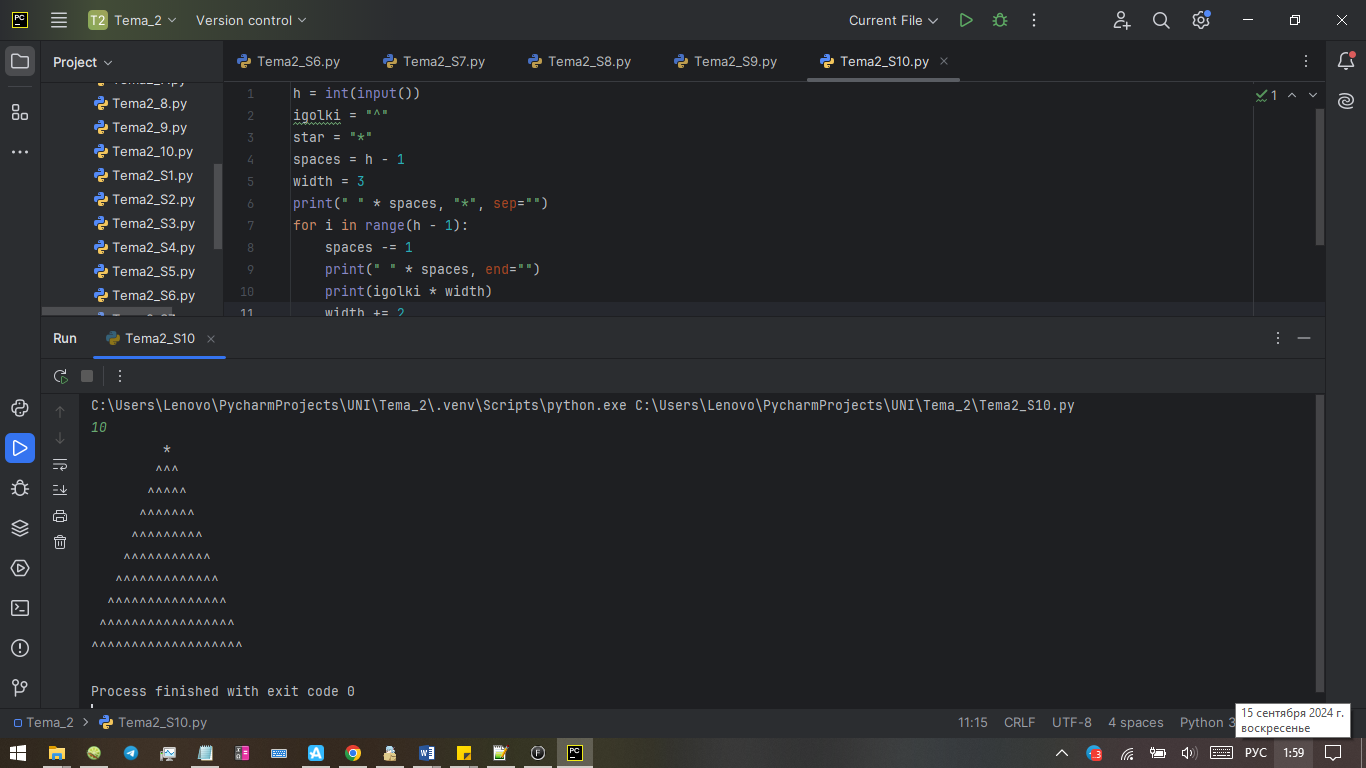 PC T2 Tema_2 Version control Current File
Project
Tema2_S6.py Tema2_S7.py Tema2_S8.py Tema2_S9.py Tema2_S10.py
Tema2_8.py
Tema2_9.py
Tema2_10.py
Tema2_S1.py
Tema2_S2.py
Tema2_S3.py
Tema2_S4.py
Tema2_S5.py
Tema2_S6.py
1 h = int(input())
2 igolki = "^"
3 star = "*"
4 spaces = h - 1
5 width = 3
6 print(" " * spaces, "*", sep="")
7 for i in range(h - 1):
8     spaces -= 1
9     print(" " * spaces, end="")
10     print(igolki * width)
11     width += 2
1
Run Tema2_S10
C:\Users\Lenovo\PycharmProjects\UNI\Tema_2\.venv\Scripts\python.exe C:\Users\Lenovo\PycharmProjects\UNI\Tema_2\Tema2_S10.py
10
         *
        ^^^
       ^^^^^
      ^^^^^^^
     ^^^^^^^^^
    ^^^^^^^^^^^
   ^^^^^^^^^^^^^
  ^^^^^^^^^^^^^^^
 ^^^^^^^^^^^^^^^^^
^^^^^^^^^^^^^^^^^^^
Process finished with exit code 0
Tema_2 > Tema2_S10.py 11:15 CRLF UTF-8 4 spaces Python 3
15 сентября 2024 г.
воскресенье
PC 3 РУС 1:59